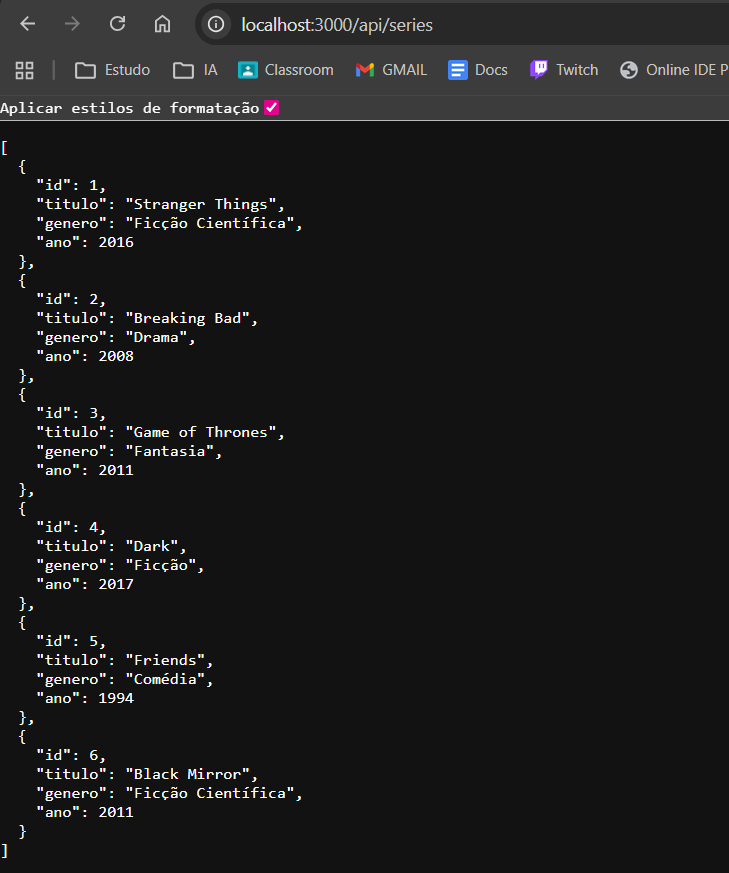 localhost:3000/api/series
Estudo IA Classroom GMAIL Docs Twitch Online IDE P
Aplicar estilos de formatação
[
  {
    "id": 1,
    "titulo": "Stranger Things",
    "genero": "Ficção Científica",
    "ano": 2016
  },
  {
    "id": 2,
    "titulo": "Breaking Bad",
    "genero": "Drama",
    "ano": 2008
  },
  {
    "id": 3,
    "titulo": "Game of Thrones",
    "genero": "Fantasia",
    "ano": 2011
  },
  {
    "id": 4,
    "titulo": "Dark",
    "genero": "Ficção",
    "ano": 2017
  },
  {
    "id": 5,
    "titulo": "Friends",
    "genero": "Comédia",
    "ano": 1994
  },
  {
    "id": 6,
    "titulo": "Black Mirror",
    "genero": "Ficção Científica",
    "ano": 2011
  }
]